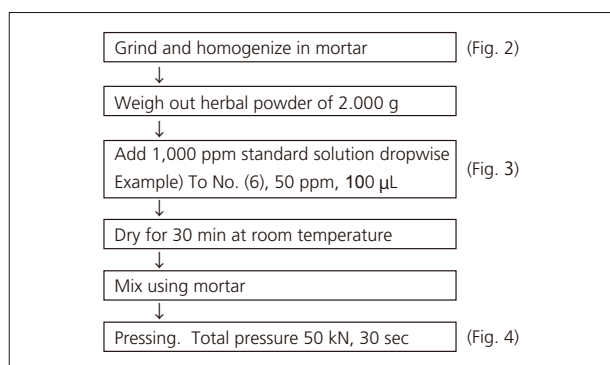 Grind and homogenize in mortar (Fig. 2)
↓
Weigh out herbal powder of 2.000 g
↓
Add 1,000 ppm standard solution dropwise
Example) To No. (6), 50 ppm, 100 µL (Fig. 3)
↓
Dry for 30 min at room temperature
↓
Mix using mortar
↓
Pressing. Total pressure 50 kN, 30 sec (Fig. 4)